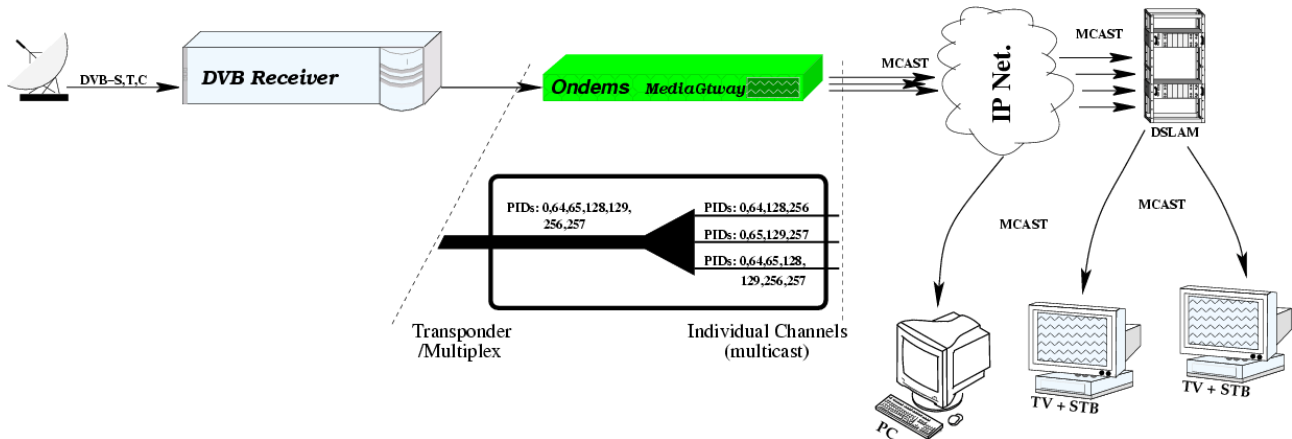 DVB–S,T,C
DVB Receiver
Ondems MediaGtway
MCAST
IP Net.
MCAST
DSLAM
PIDs: 0,64,65,128,129,
256,257
PIDs: 0,64,128,256
PIDs: 0,65,129,257
PIDs: 0,64,65,128,
129,256,257
MCAST
MCAST
Transponder
/Multiplex
Individual Channels
(multicast)
PC
TV + STB
TV + STB